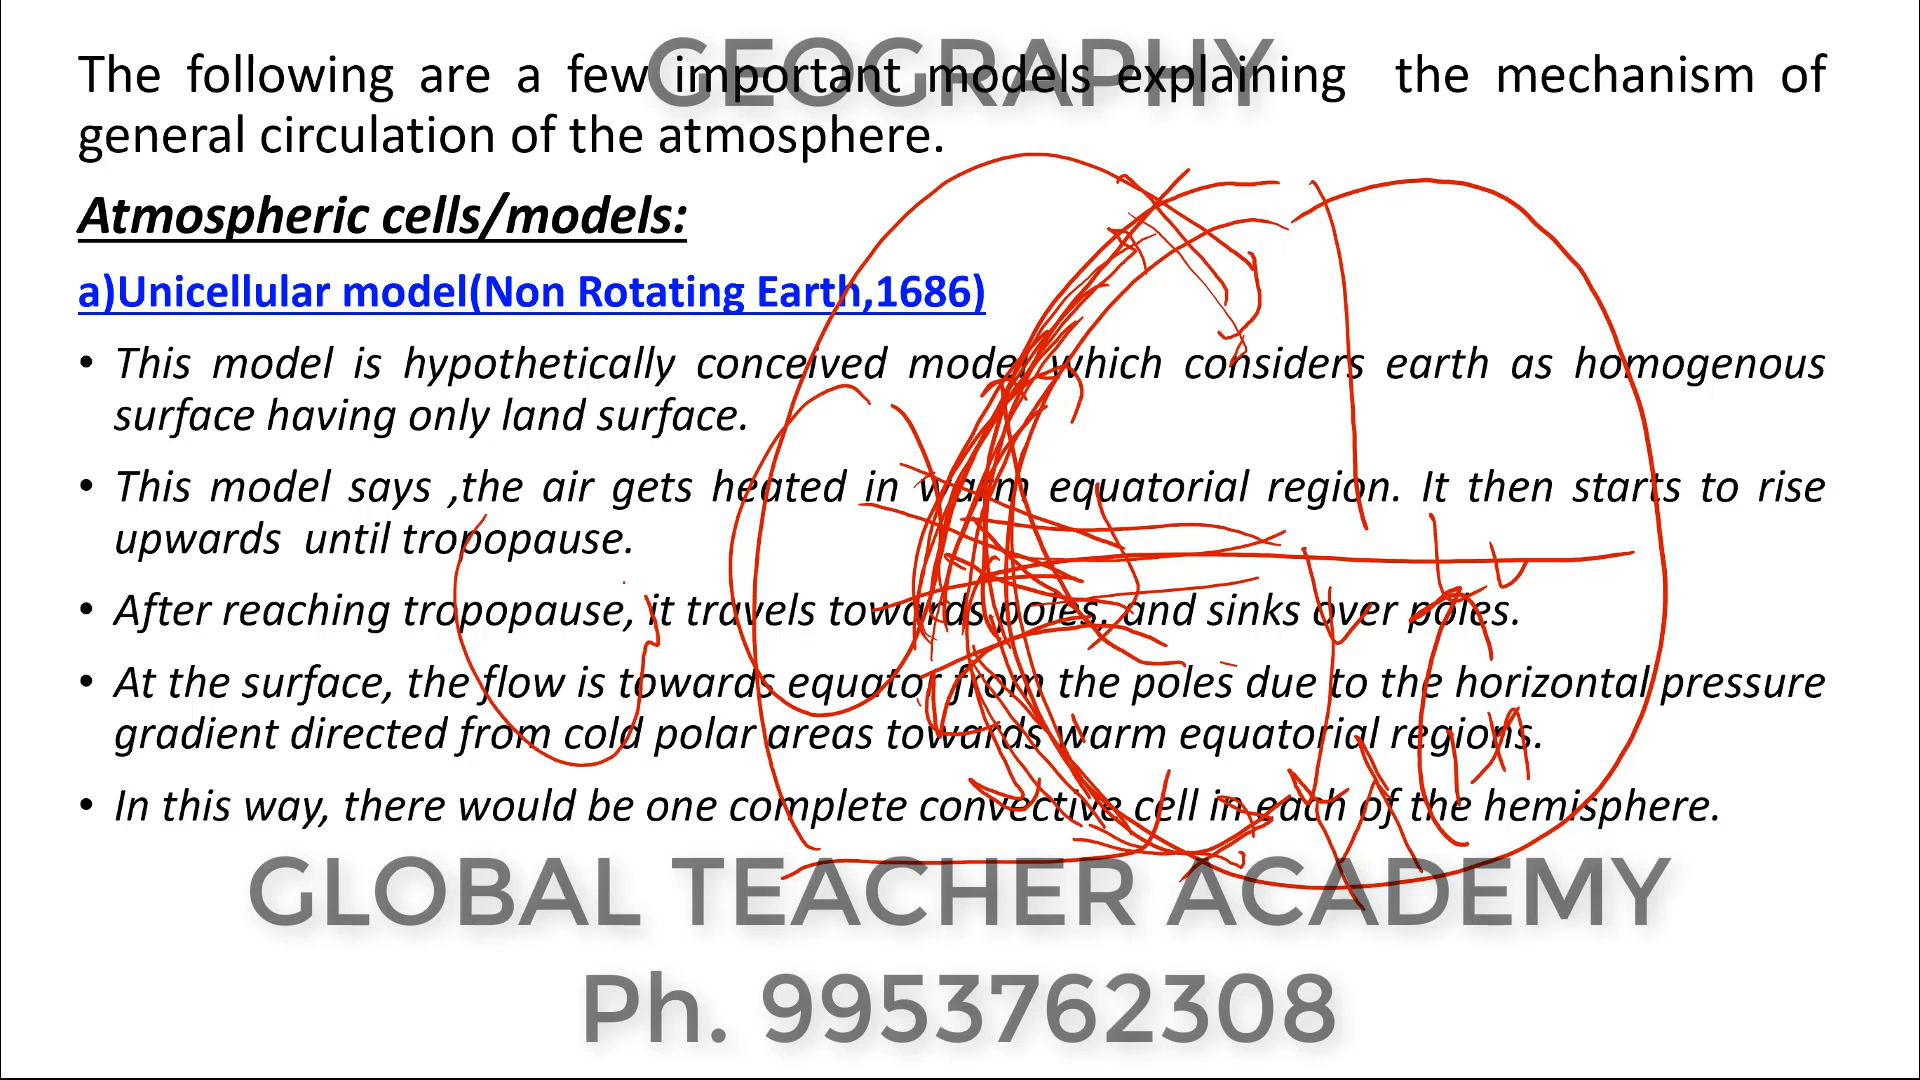 GEOGRAPHY
The following are a few important models explaining the mechanism of
general circulation of the atmosphere.
Atmospheric cells/models:
a)Unicellular model(Non Rotating Earth,1686)
• This model is hypothetically conceived model which considers earth as homogenous
surface having only land surface.
• This model says ,the air gets heated in warm equatorial region. It then starts to rise
upwards until tropopause.
• After reaching tropopause, it travels towards poles, and sinks over poles.
• At the surface, the flow is towards equator from the poles due to the horizontal pressure
gradient directed from cold polar areas towards warm equatorial regions.
• In this way, there would be one complete convective cell in each of the hemisphere.
GLOBAL TEACHER ACADEMY
Ph. 9953762308